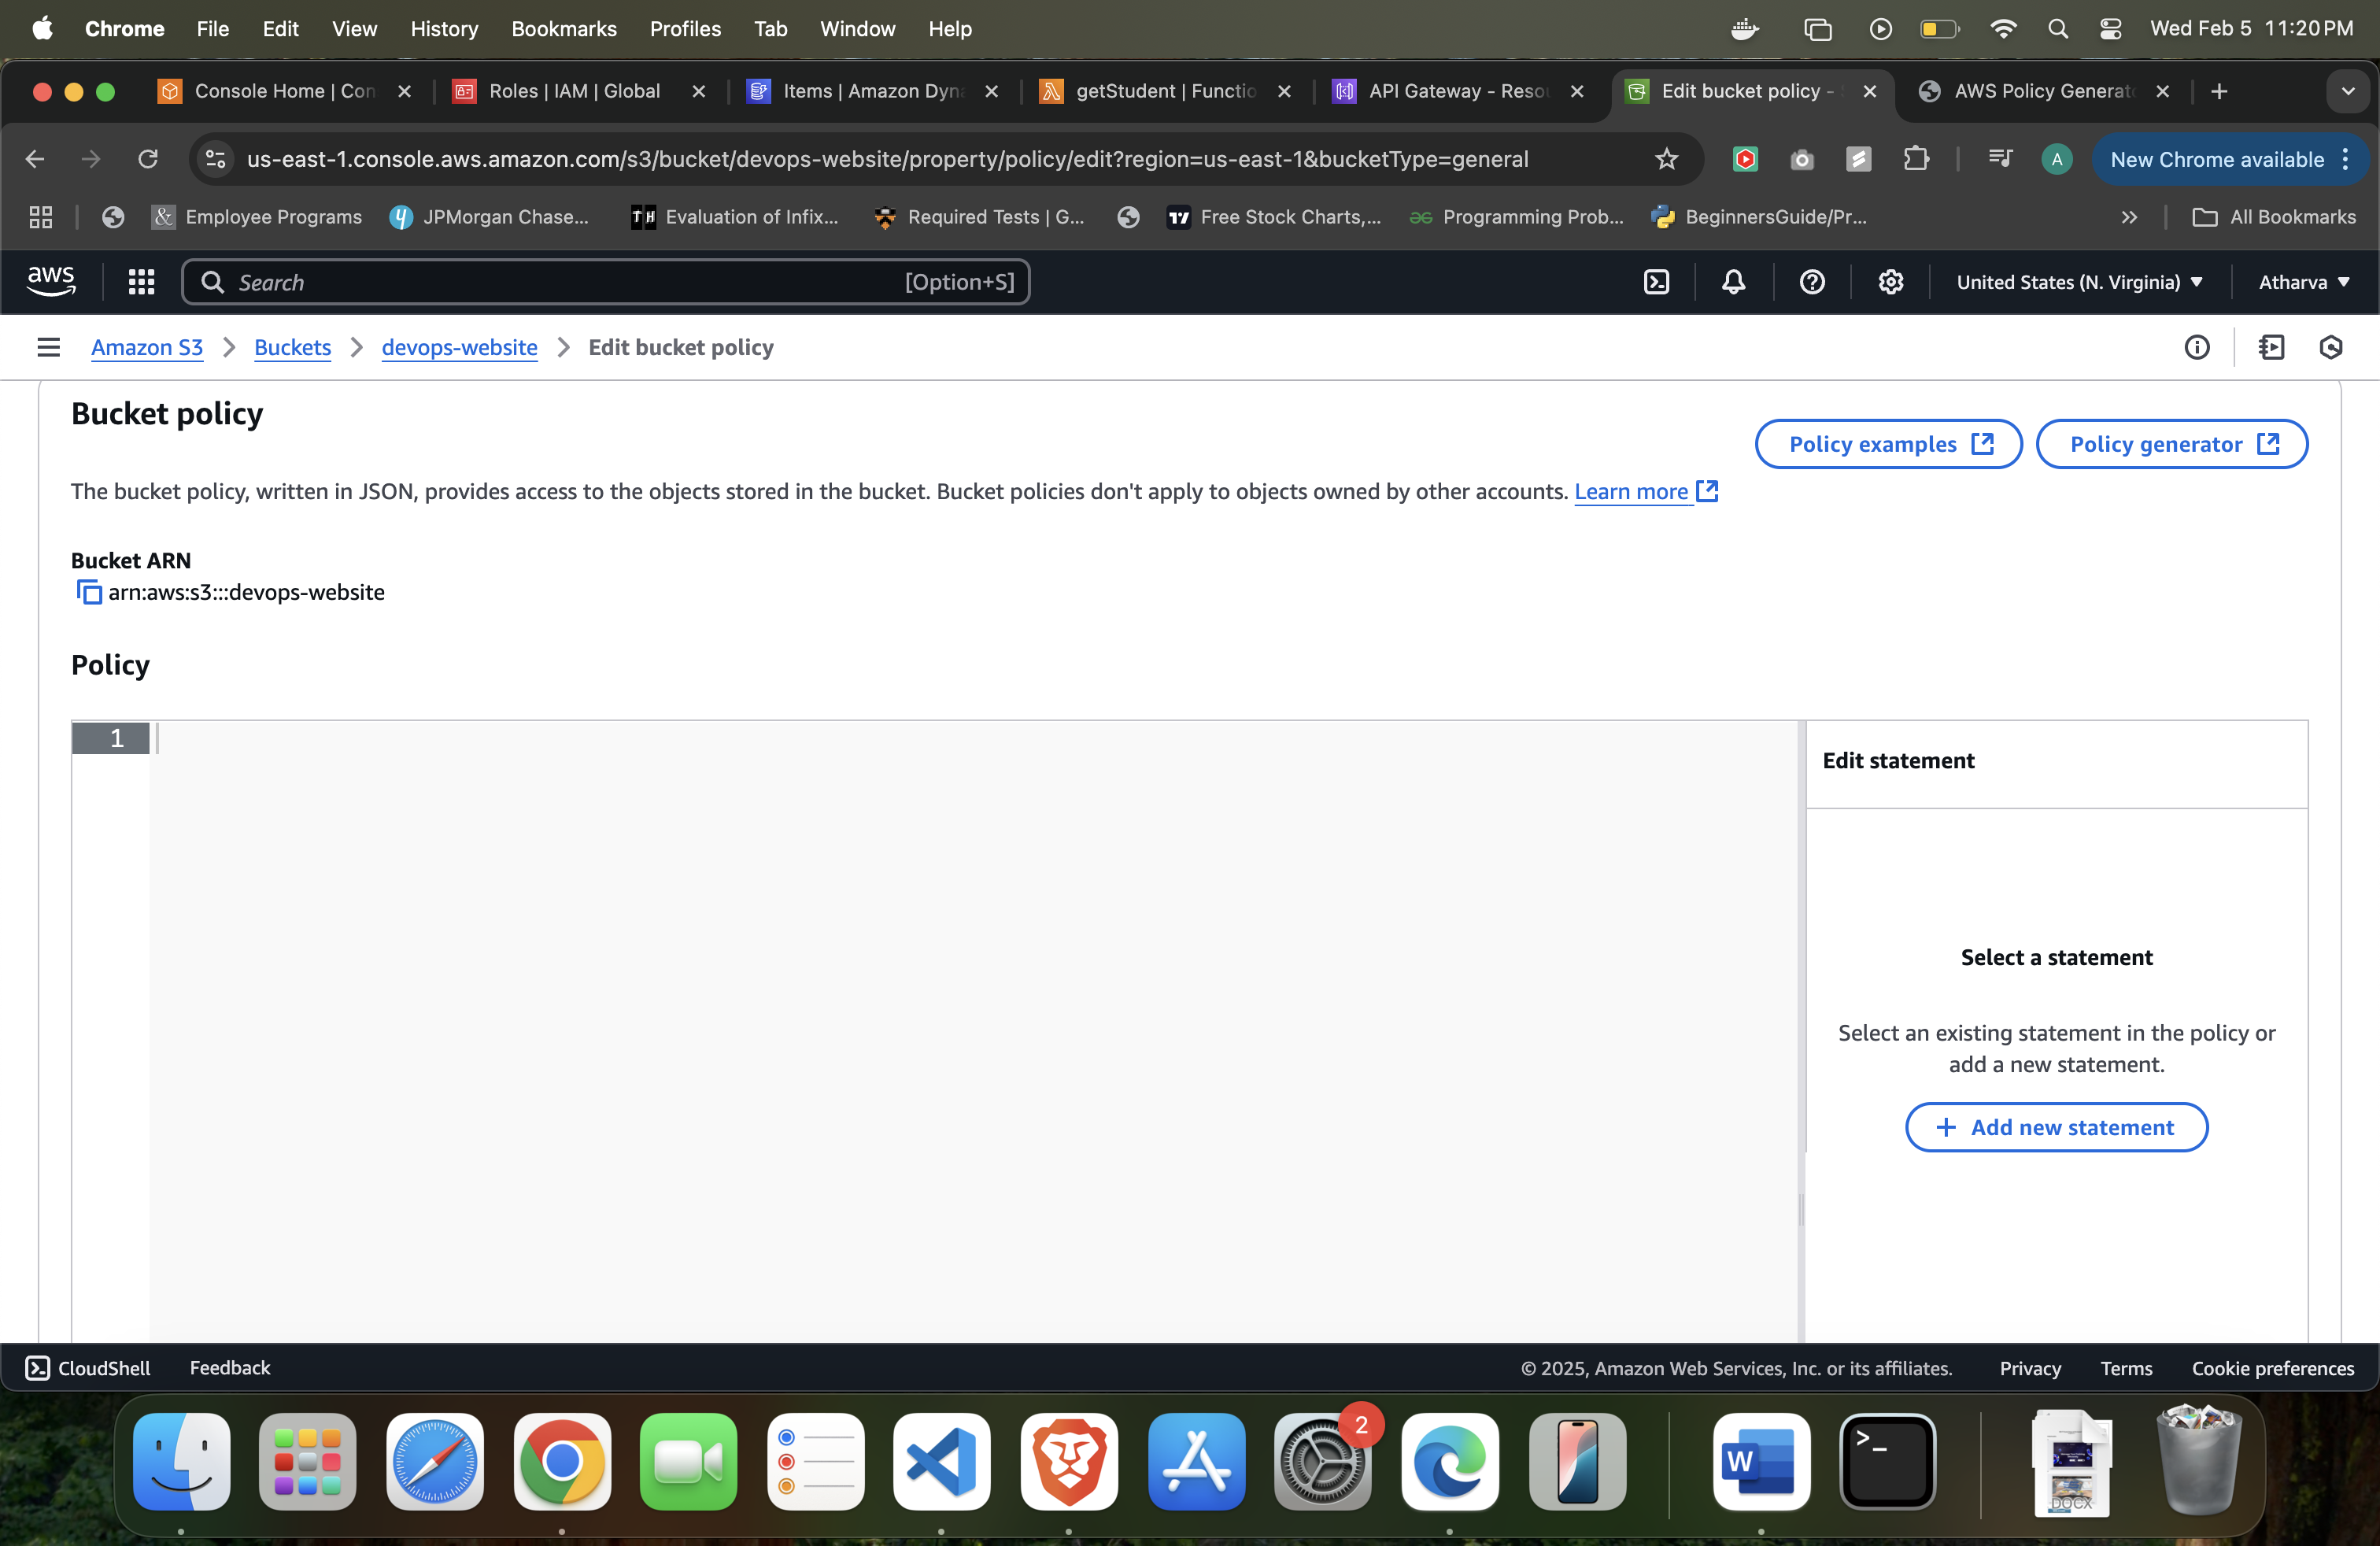 Chrome File Edit View History Bookmarks Profiles Tab Window Help Wed Feb 5 11:20 PM
Console Home | Con Roles | IAM | Global Items | Amazon Dyn getStudent | Functio API Gateway - Reso Edit bucket policy - AWS Policy Generat
us-east-1.console.aws.amazon.com/s3/bucket/devops-website/property/policy/edit?region=us-east-1&bucketType=general A New Chrome available
& Employee Programs JPMorgan Chase... TH Evaluation of Infix... Required Tests | G... Free Stock Charts,... Programming Prob... BeginnersGuide/Pr... » All Bookmarks
aws Search [Option+S] United States (N. Virginia) Atharva
Amazon S3 Buckets devops-website Edit bucket policy
Bucket policy
Policy examples Policy generator
The bucket policy, written in JSON, provides access to the objects stored in the bucket. Bucket policies don't apply to objects owned by other accounts. Learn more
Bucket ARN
arn:aws:s3:::devops-website
Policy
1
Edit statement
Select a statement
Select an existing statement in the policy or
add a new statement.
+ Add new statement
CloudShell Feedback © 2025, Amazon Web Services, Inc. or its affiliates. Privacy Terms Cookie preferences
2
W
>_
DOCX